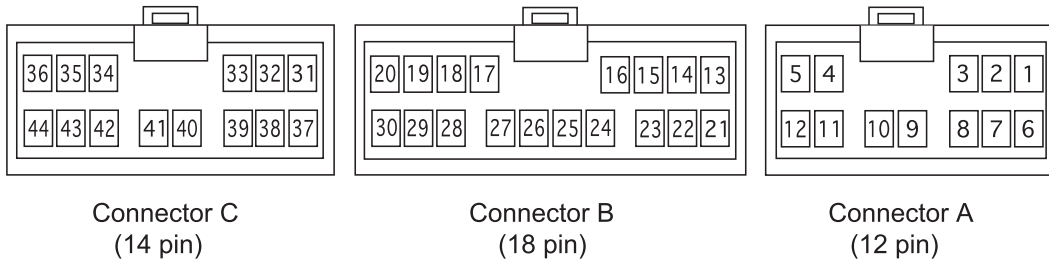 36 35 34 33 32 31
44 43 42 41 40 39 38 37
Connector C
(14 pin)
20 19 18 17 16 15 14 13
30 29 28 27 26 25 24 23 22 21
Connector B
(18 pin)
5 4 3 2 1
12 11 10 9 8 7 6
Connector A
(12 pin)